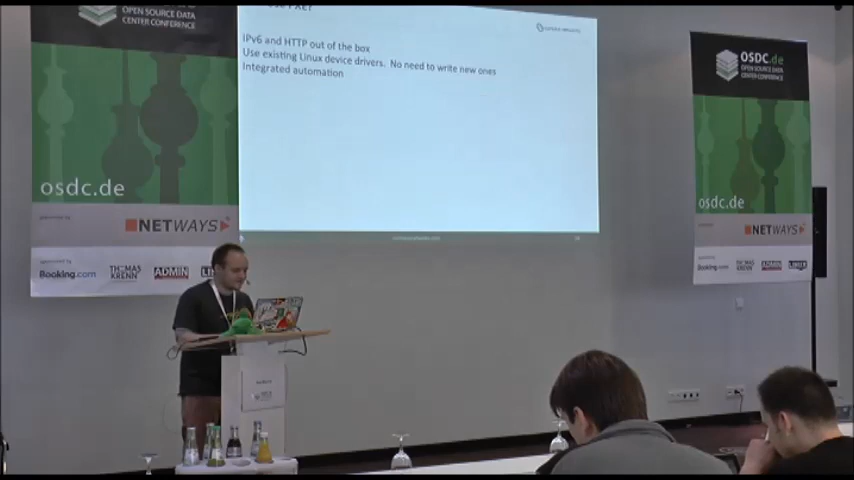 OPEN SOURCE DATA
CENTER CONFERENCE
IPv6 and HTTP out of the box
Use existing Linux device drivers. No need to write new ones
Integrated automation
osdc.de
NETWAYS
Booking.com
THOMAS
KRENN
ADMIN
OSDC.de
OPEN SOURCE DATA
CENTER CONFERENCE
osdc.de
NETWAYS
Booking.com
THOMAS
KRENN
ADMIN
LINUX